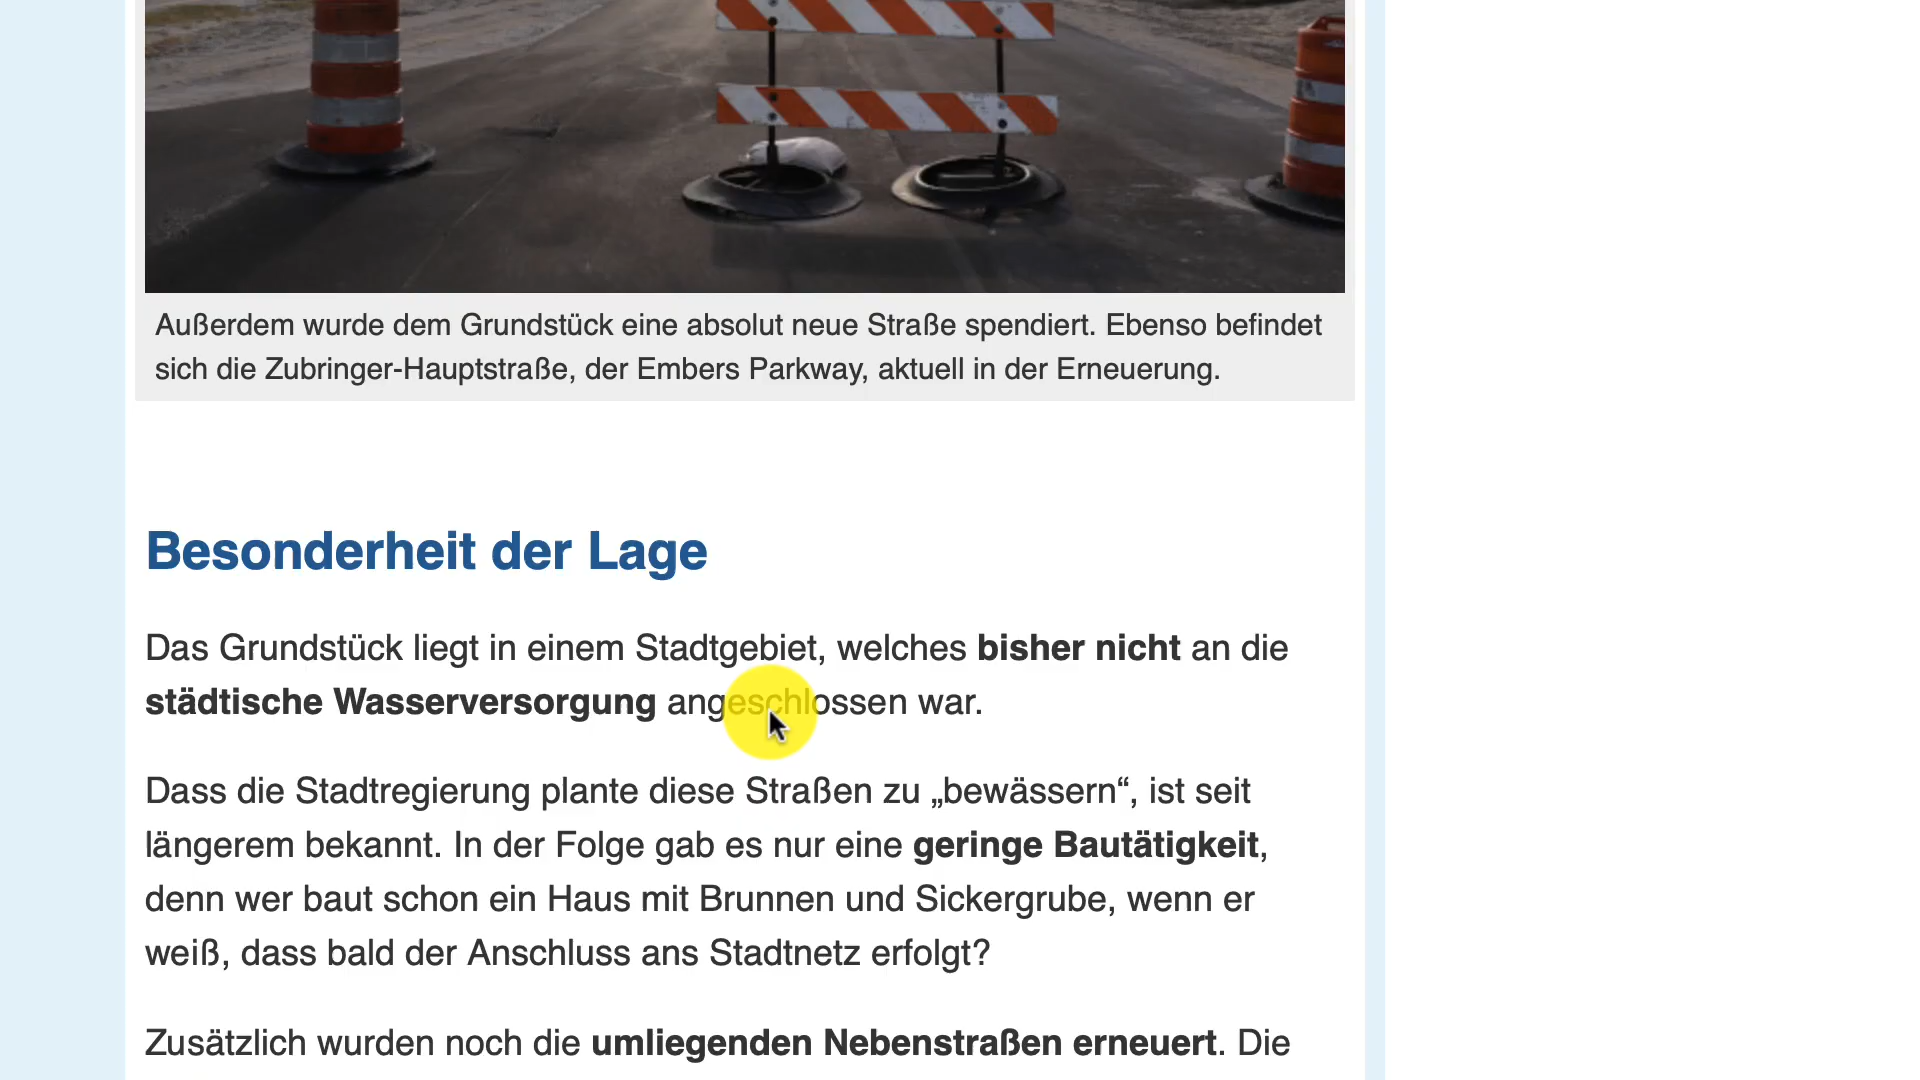 Außerdem wurde dem Grundstück eine absolut neue Straße spendiert. Ebenso befindet
sich die Zubringer-Hauptstraße, der Embers Parkway, aktuell in der Erneuerung.
Besonderheit der Lage
Das Grundstück liegt in einem Stadtgebiet, welches bisher nicht an die
städtische Wasserversorgung angeschlossen war.
Dass die Stadtregierung plante diese Straßen zu „bewässern“, ist seit
längerem bekannt. In der Folge gab es nur eine geringe Bautätigkeit,
denn wer baut schon ein Haus mit Brunnen und Sickergrube, wenn er
weiß, dass bald der Anschluss ans Stadtnetz erfolgt?
Zusätzlich wurden noch die umliegenden Nebenstraßen erneuert. Die